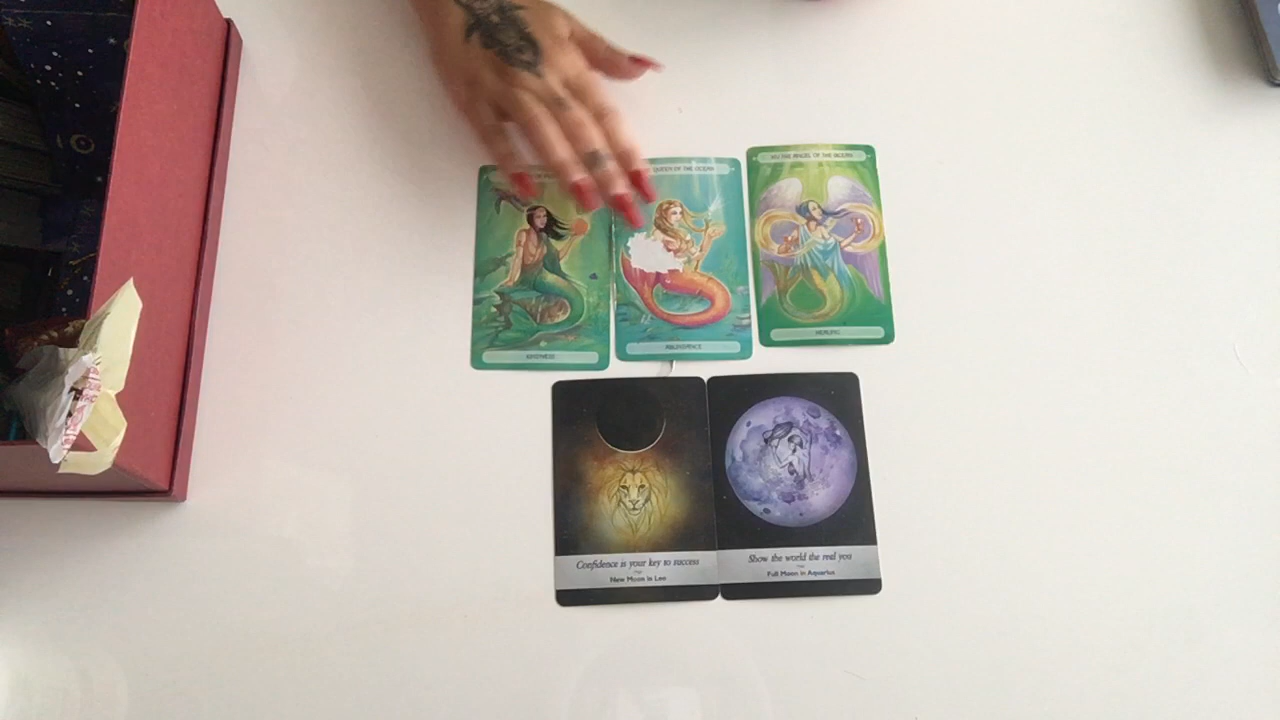 QUEEN OF THE OCEAN
THE ANGEL OF THE OCEAN
KINDNESS
ABUNDANCE
HEALING
Confidence is your key to success
New Moon in Leo
Show the world the real you
Full Moon in Aquarius